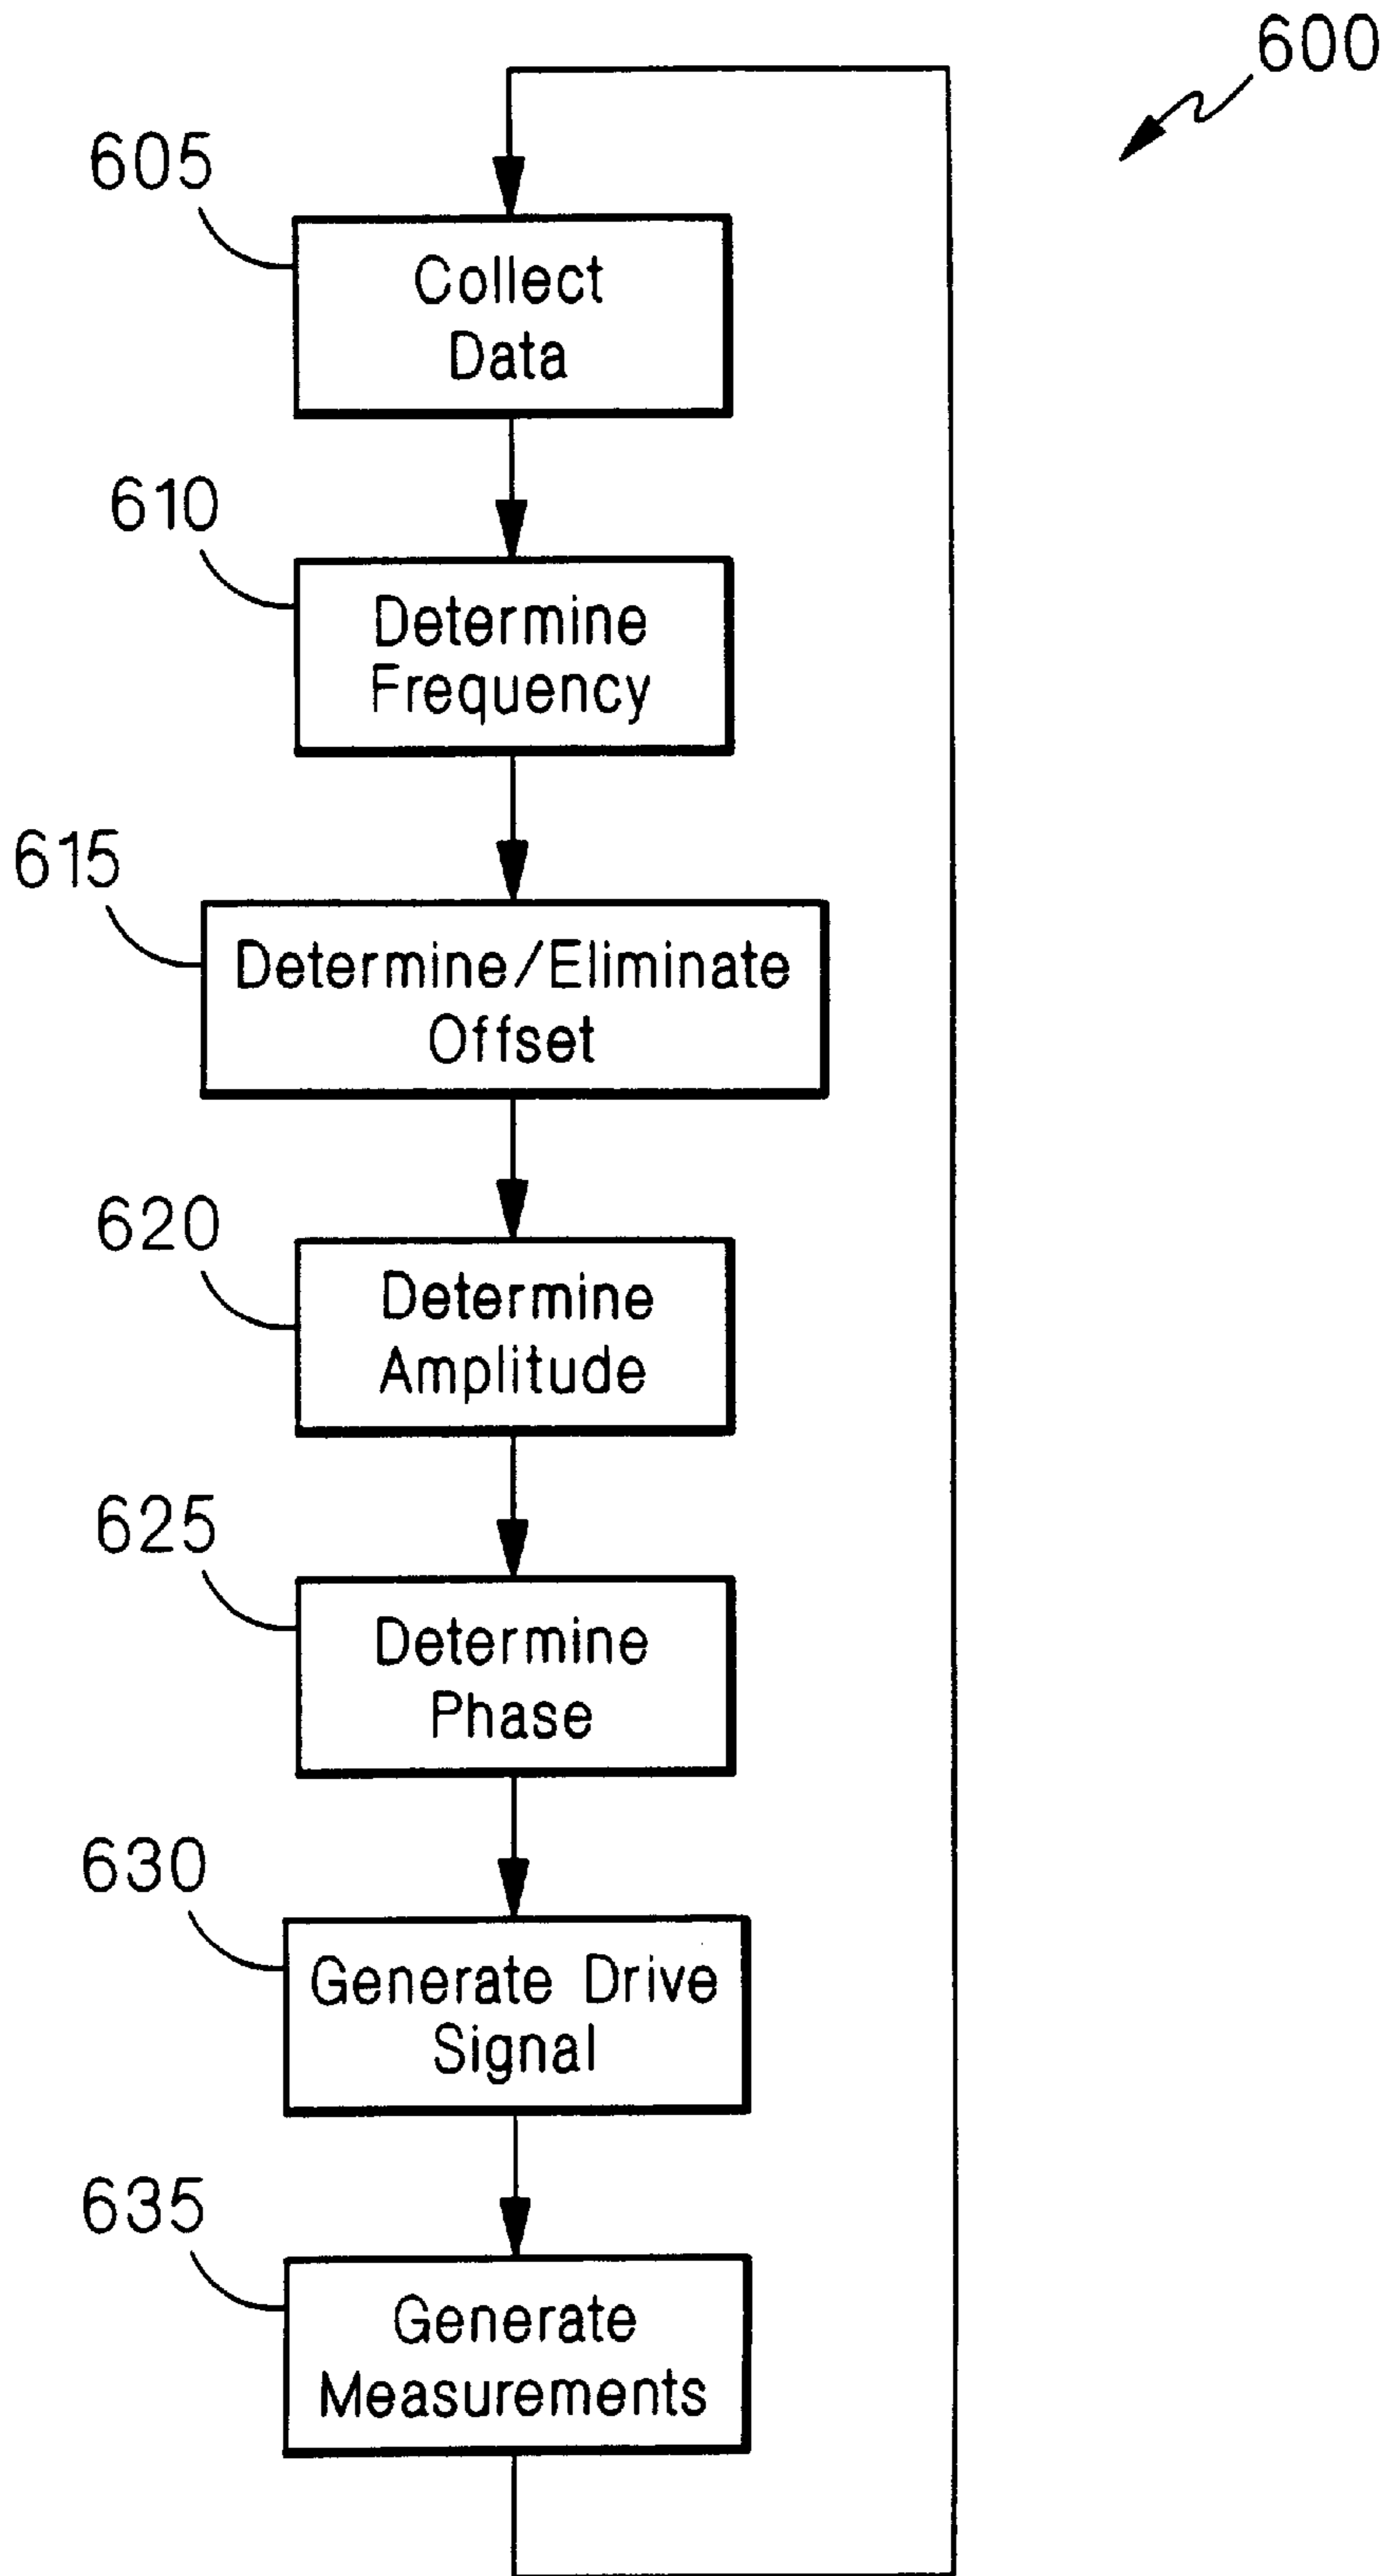 600
605
Collect
Data
610
Determine
Frequency
615
Determine/Eliminate
Offset
620
Determine
Amplitude
625
Determine
Phase
630
Generate Drive
Signal
635
Generate
Measurements